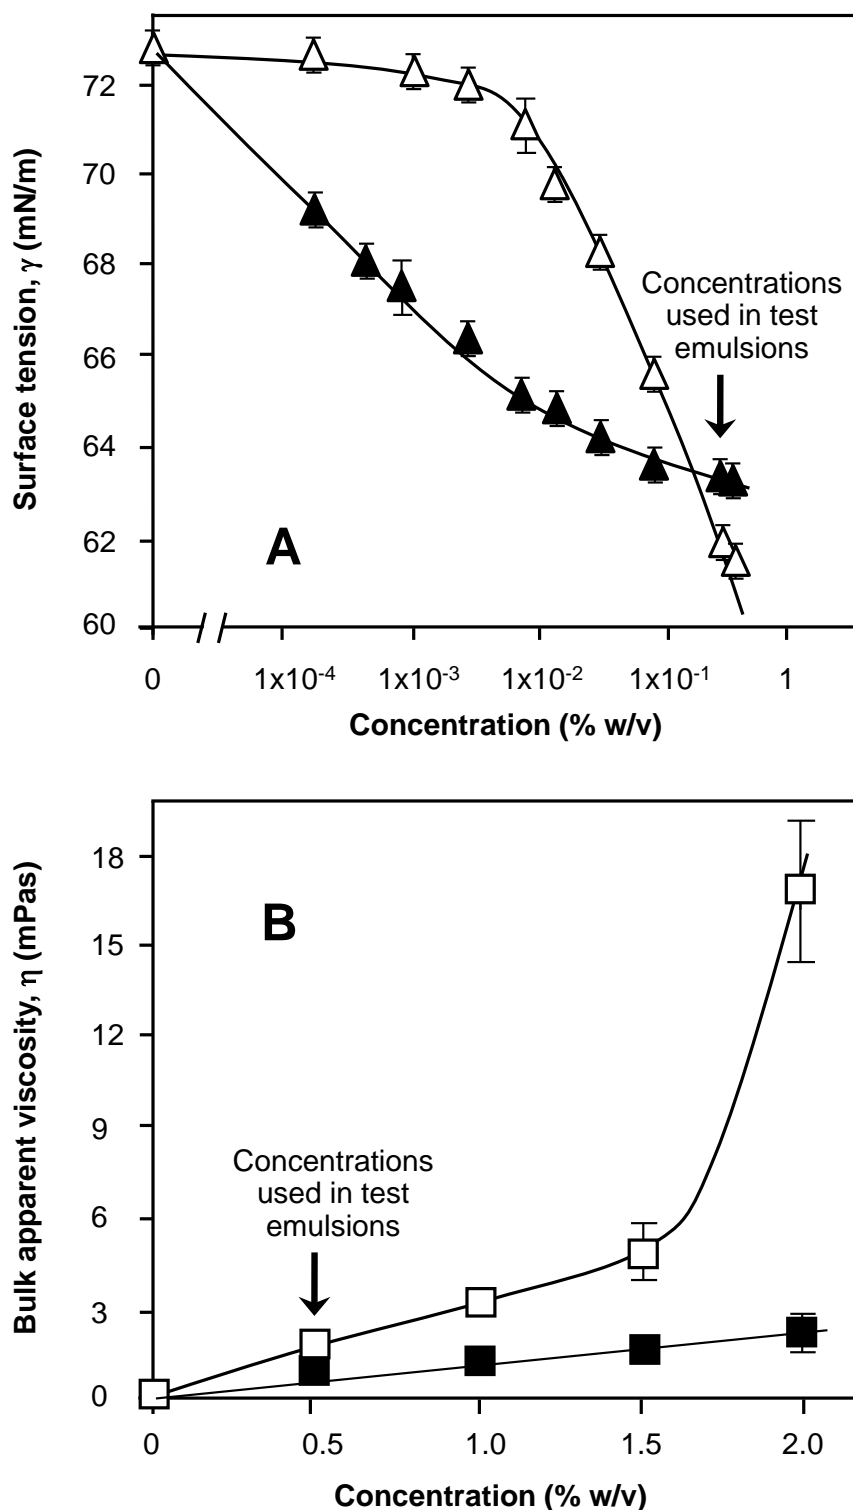 72
70
68
66
64
62
60
Surface tension, γ (mN/m)
Concentrations
used in test
emulsions
A
0
1x10⁻⁴
1x10⁻³
1x10⁻²
1x10⁻¹
1
Concentration (% w/v)
18
15
12
9
6
3
0
Bulk apparent viscosity, η (mPas)
B
Concentrations
used in test
emulsions
0
0.5
1.0
1.5
2.0
Concentration (% w/v)